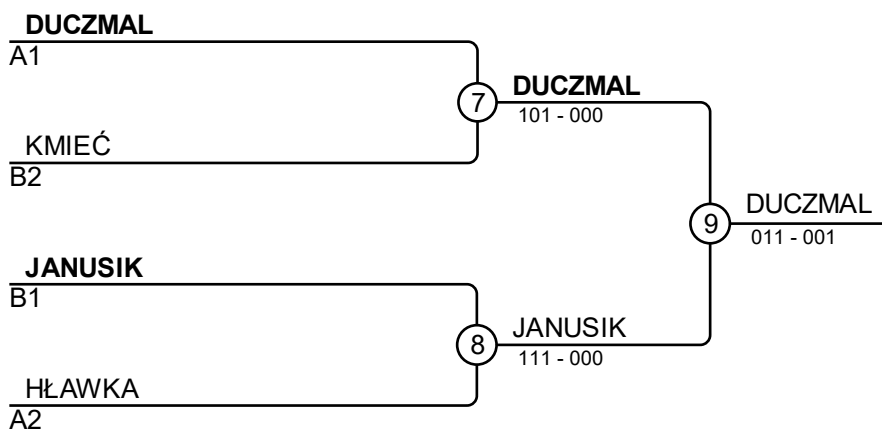 DUCZMAL
A1
7
DUCZMAL
101 - 000
KMIEĆ
B2
9
DUCZMAL
011 - 001
JANUSIK
B1
8
JANUSIK
111 - 000
HŁAWKA
A2